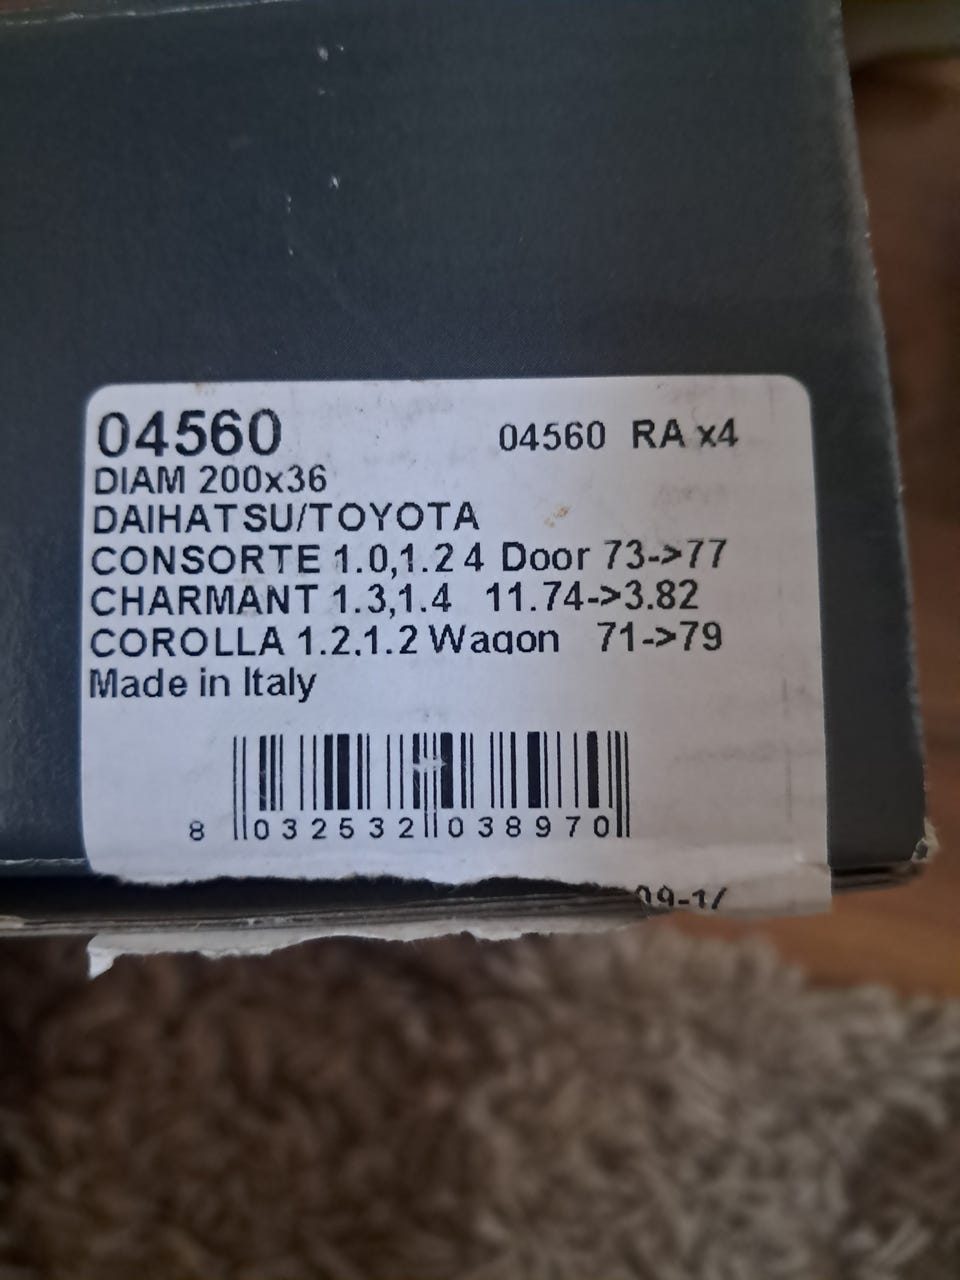 04560
04560 RA x4
DIAM 200x36
DAIHATSU/TOYOTA
CONSORTE 1.0,1.2 4 Door 73->77
CHARMANT 1.3,1.4 11.74->3.82
COROLLA 1.2,1.2 Wagon 71->79
Made in Italy
8 032532 038970